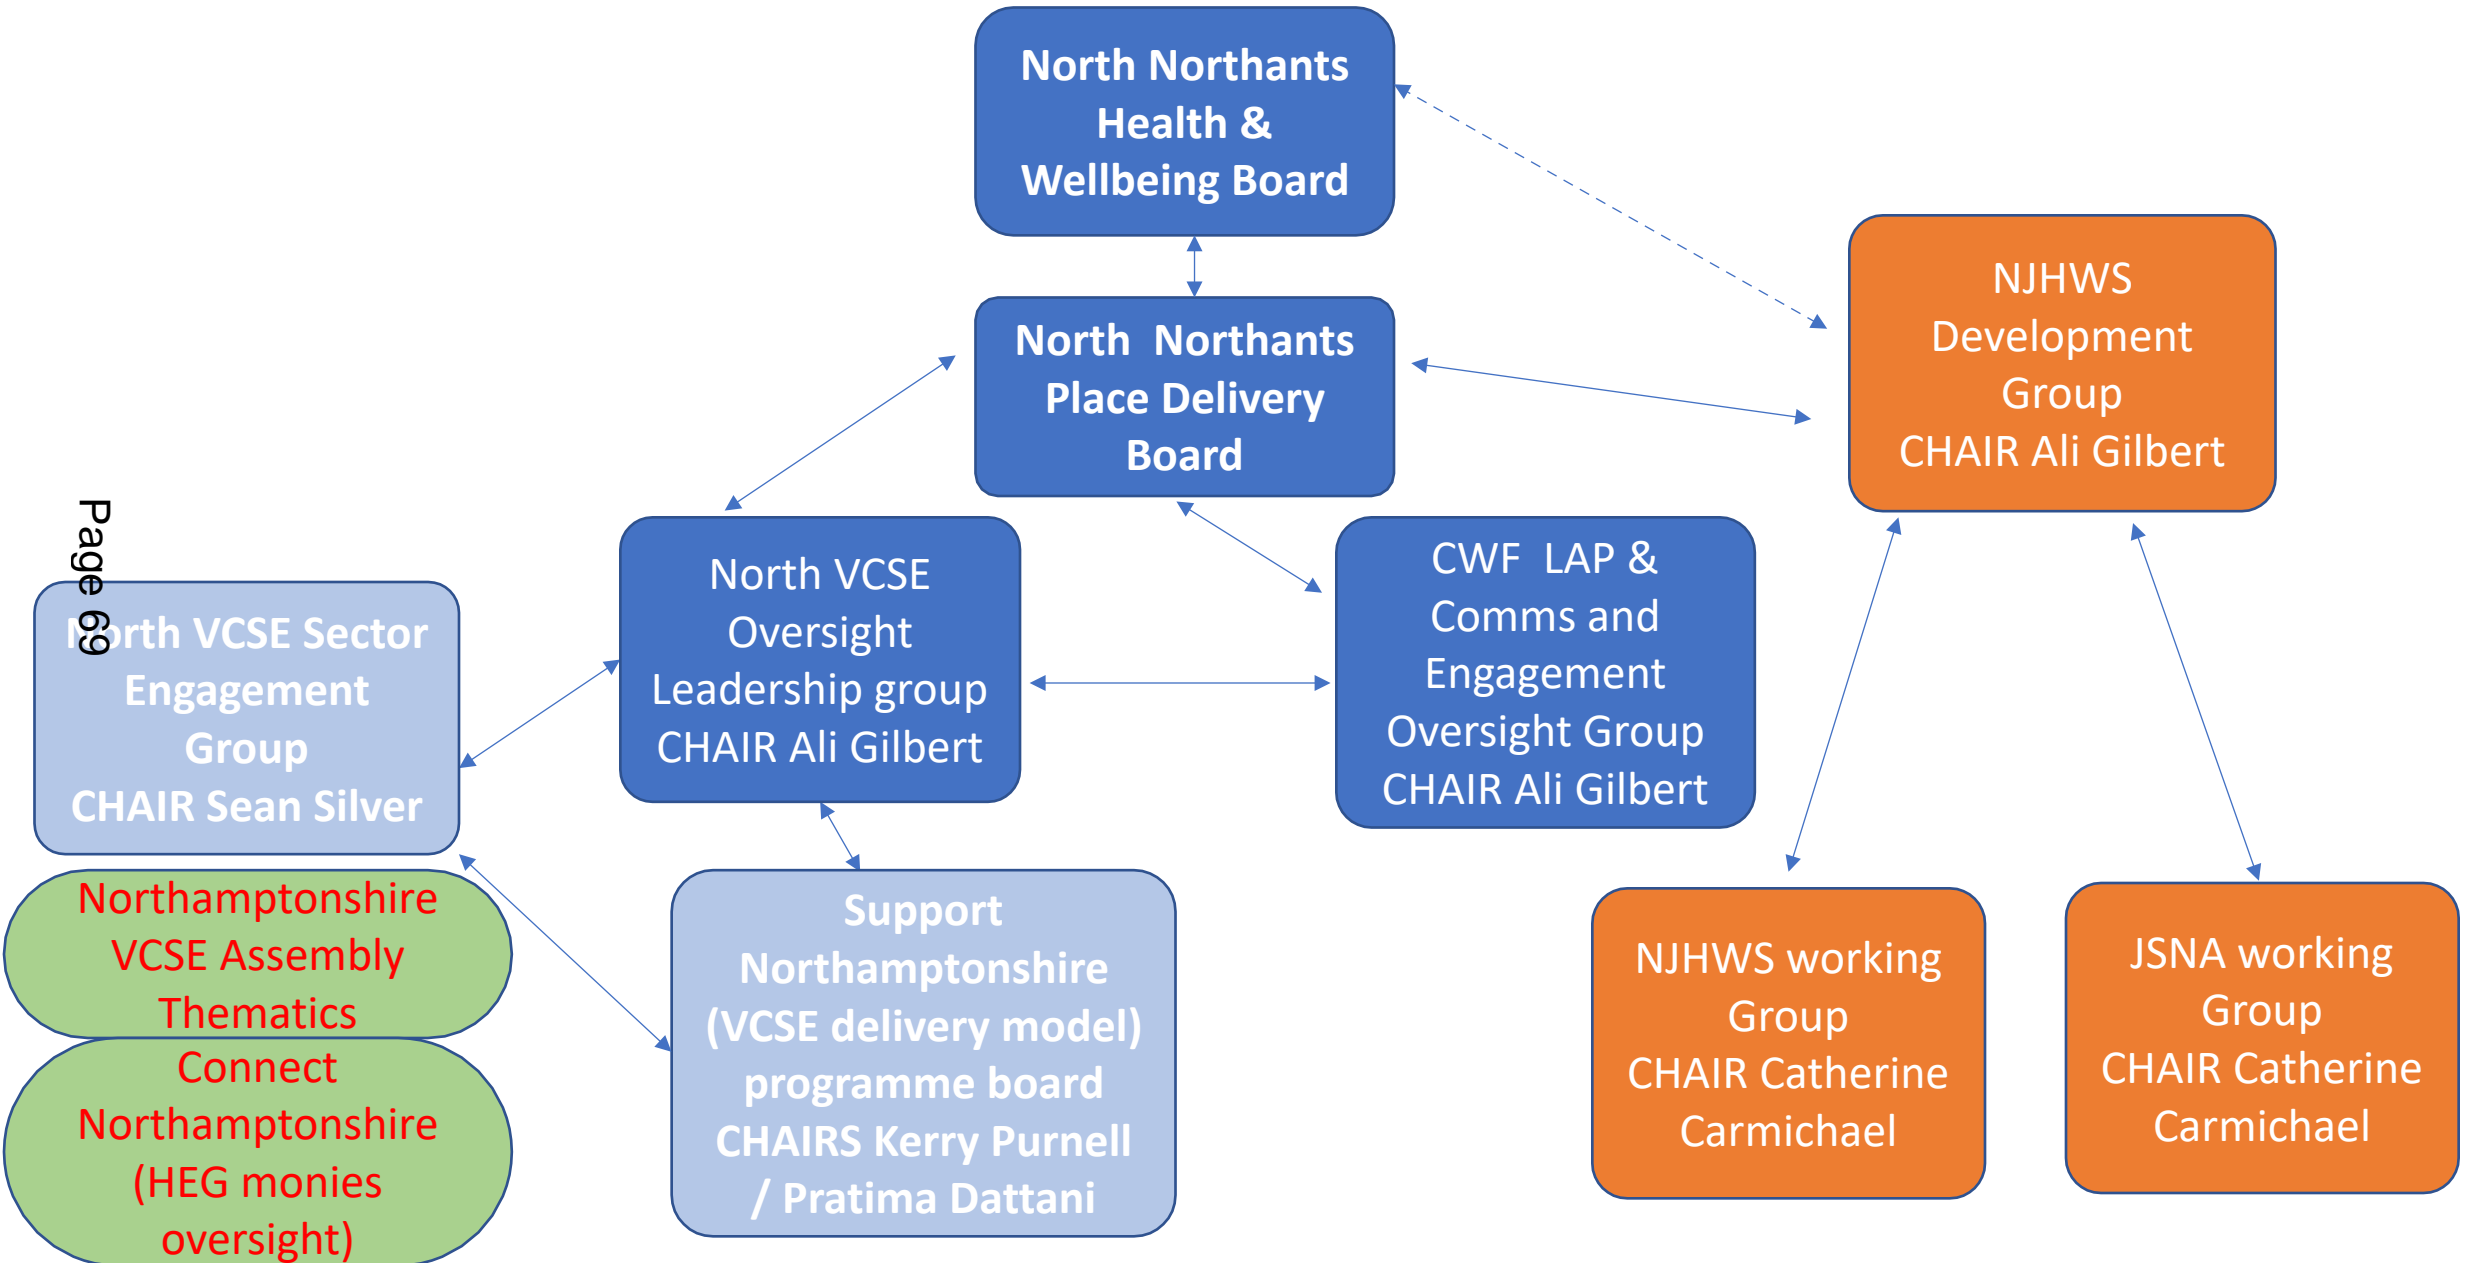 North Northants
Health &
Wellbeing Board
North  Northants
Place Delivery
Board
NJHWS
Development
Group
CHAIR Ali Gilbert
Page 69
North VCSE Sector
Engagement
Group
CHAIR Sean Silver
North VCSE
Oversight
Leadership group
CHAIR Ali Gilbert
CWF  LAP &
Comms and
Engagement
Oversight Group
CHAIR Ali Gilbert
Northamptonshire
VCSE Assembly
Thematics
Connect
Northamptonshire
(HEG monies
oversight)
Support
Northamptonshire
(VCSE delivery model)
programme board
CHAIRS Kerry Purnell
/ Pratima Dattani
NJHWS working
Group
CHAIR Catherine
Carmichael
JSNA working
Group
CHAIR Catherine
Carmichael